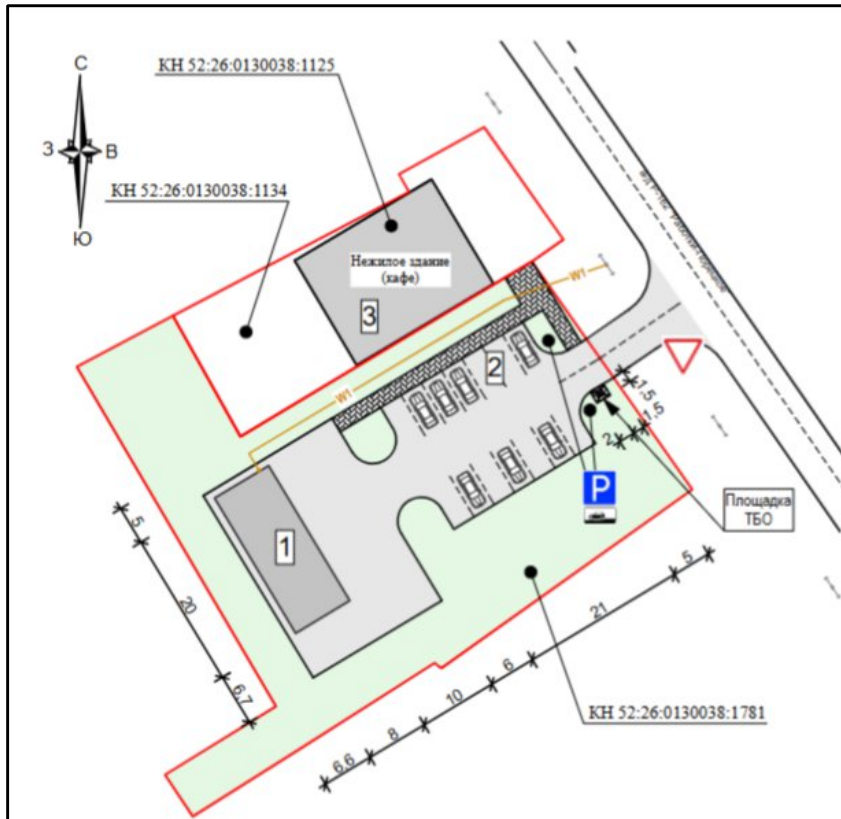 С
КН 52:26:0130038:1125
З
В
КН 52:26:0130038:1134
Ю
Нежилое здание
(кафе)
3
W1
2
W1
1,5
1,5
2
P
Площадка
ТБО
1
5
20
6,7
5
21
6
10
8
6,6
КН 52:26:0130038:1781